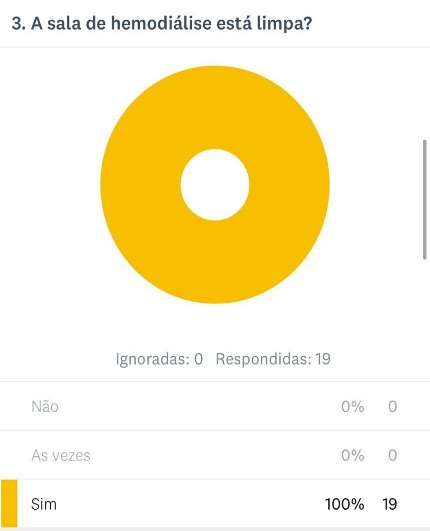 3. A sala de hemodiálise está limpa?
Ignoradas: 0 Respondidas: 19
Não 0% 0
As vezes 0% 0
Sim 100% 19